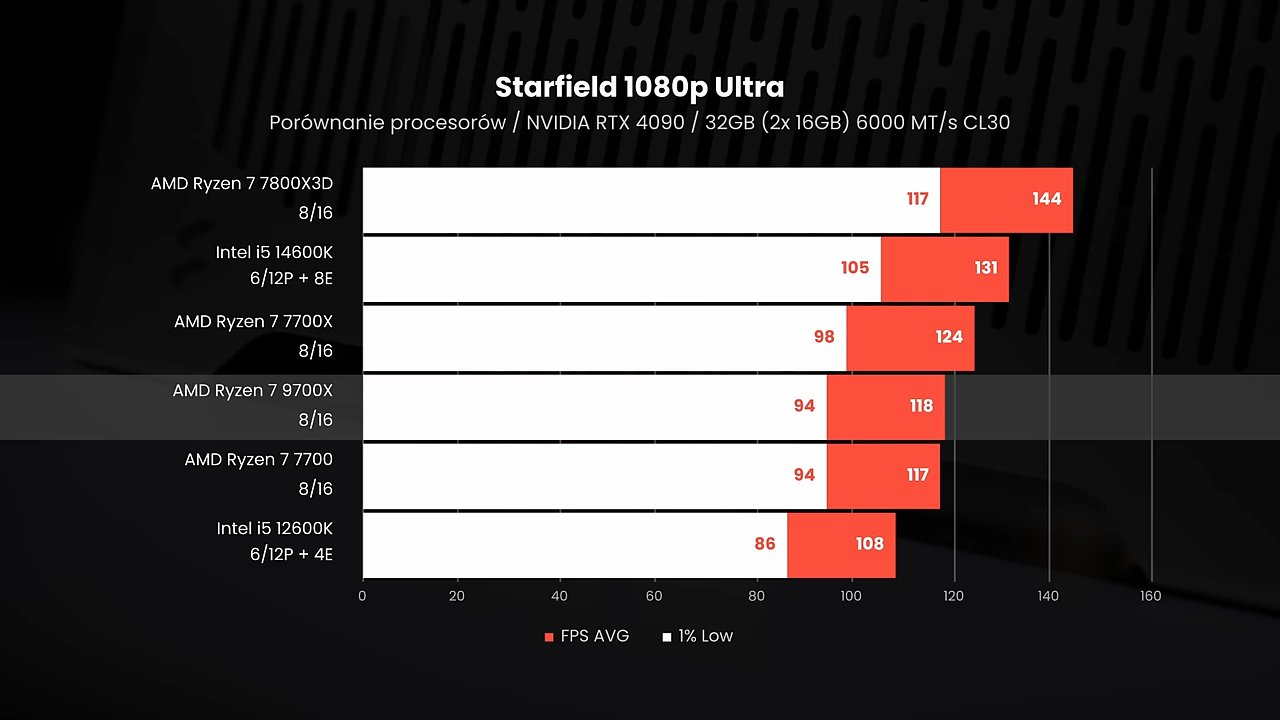 Starfield 1080p Ultra
Porównanie procesorów / NVIDIA RTX 4090 / 32GB (2x 16GB) 6000 MT/s CL30
AMD Ryzen 7 7800X3D
8/16
117
144
Intel i5 14600K
6/12P + 8E
105
131
AMD Ryzen 7 7700X
8/16
98
124
AMD Ryzen 7 9700X
8/16
94
118
AMD Ryzen 7 7700
8/16
94
117
Intel i5 12600K
6/12P + 4E
86
108
0 20 40 60 80 100 120 140 160
FPS AVG 1% Low